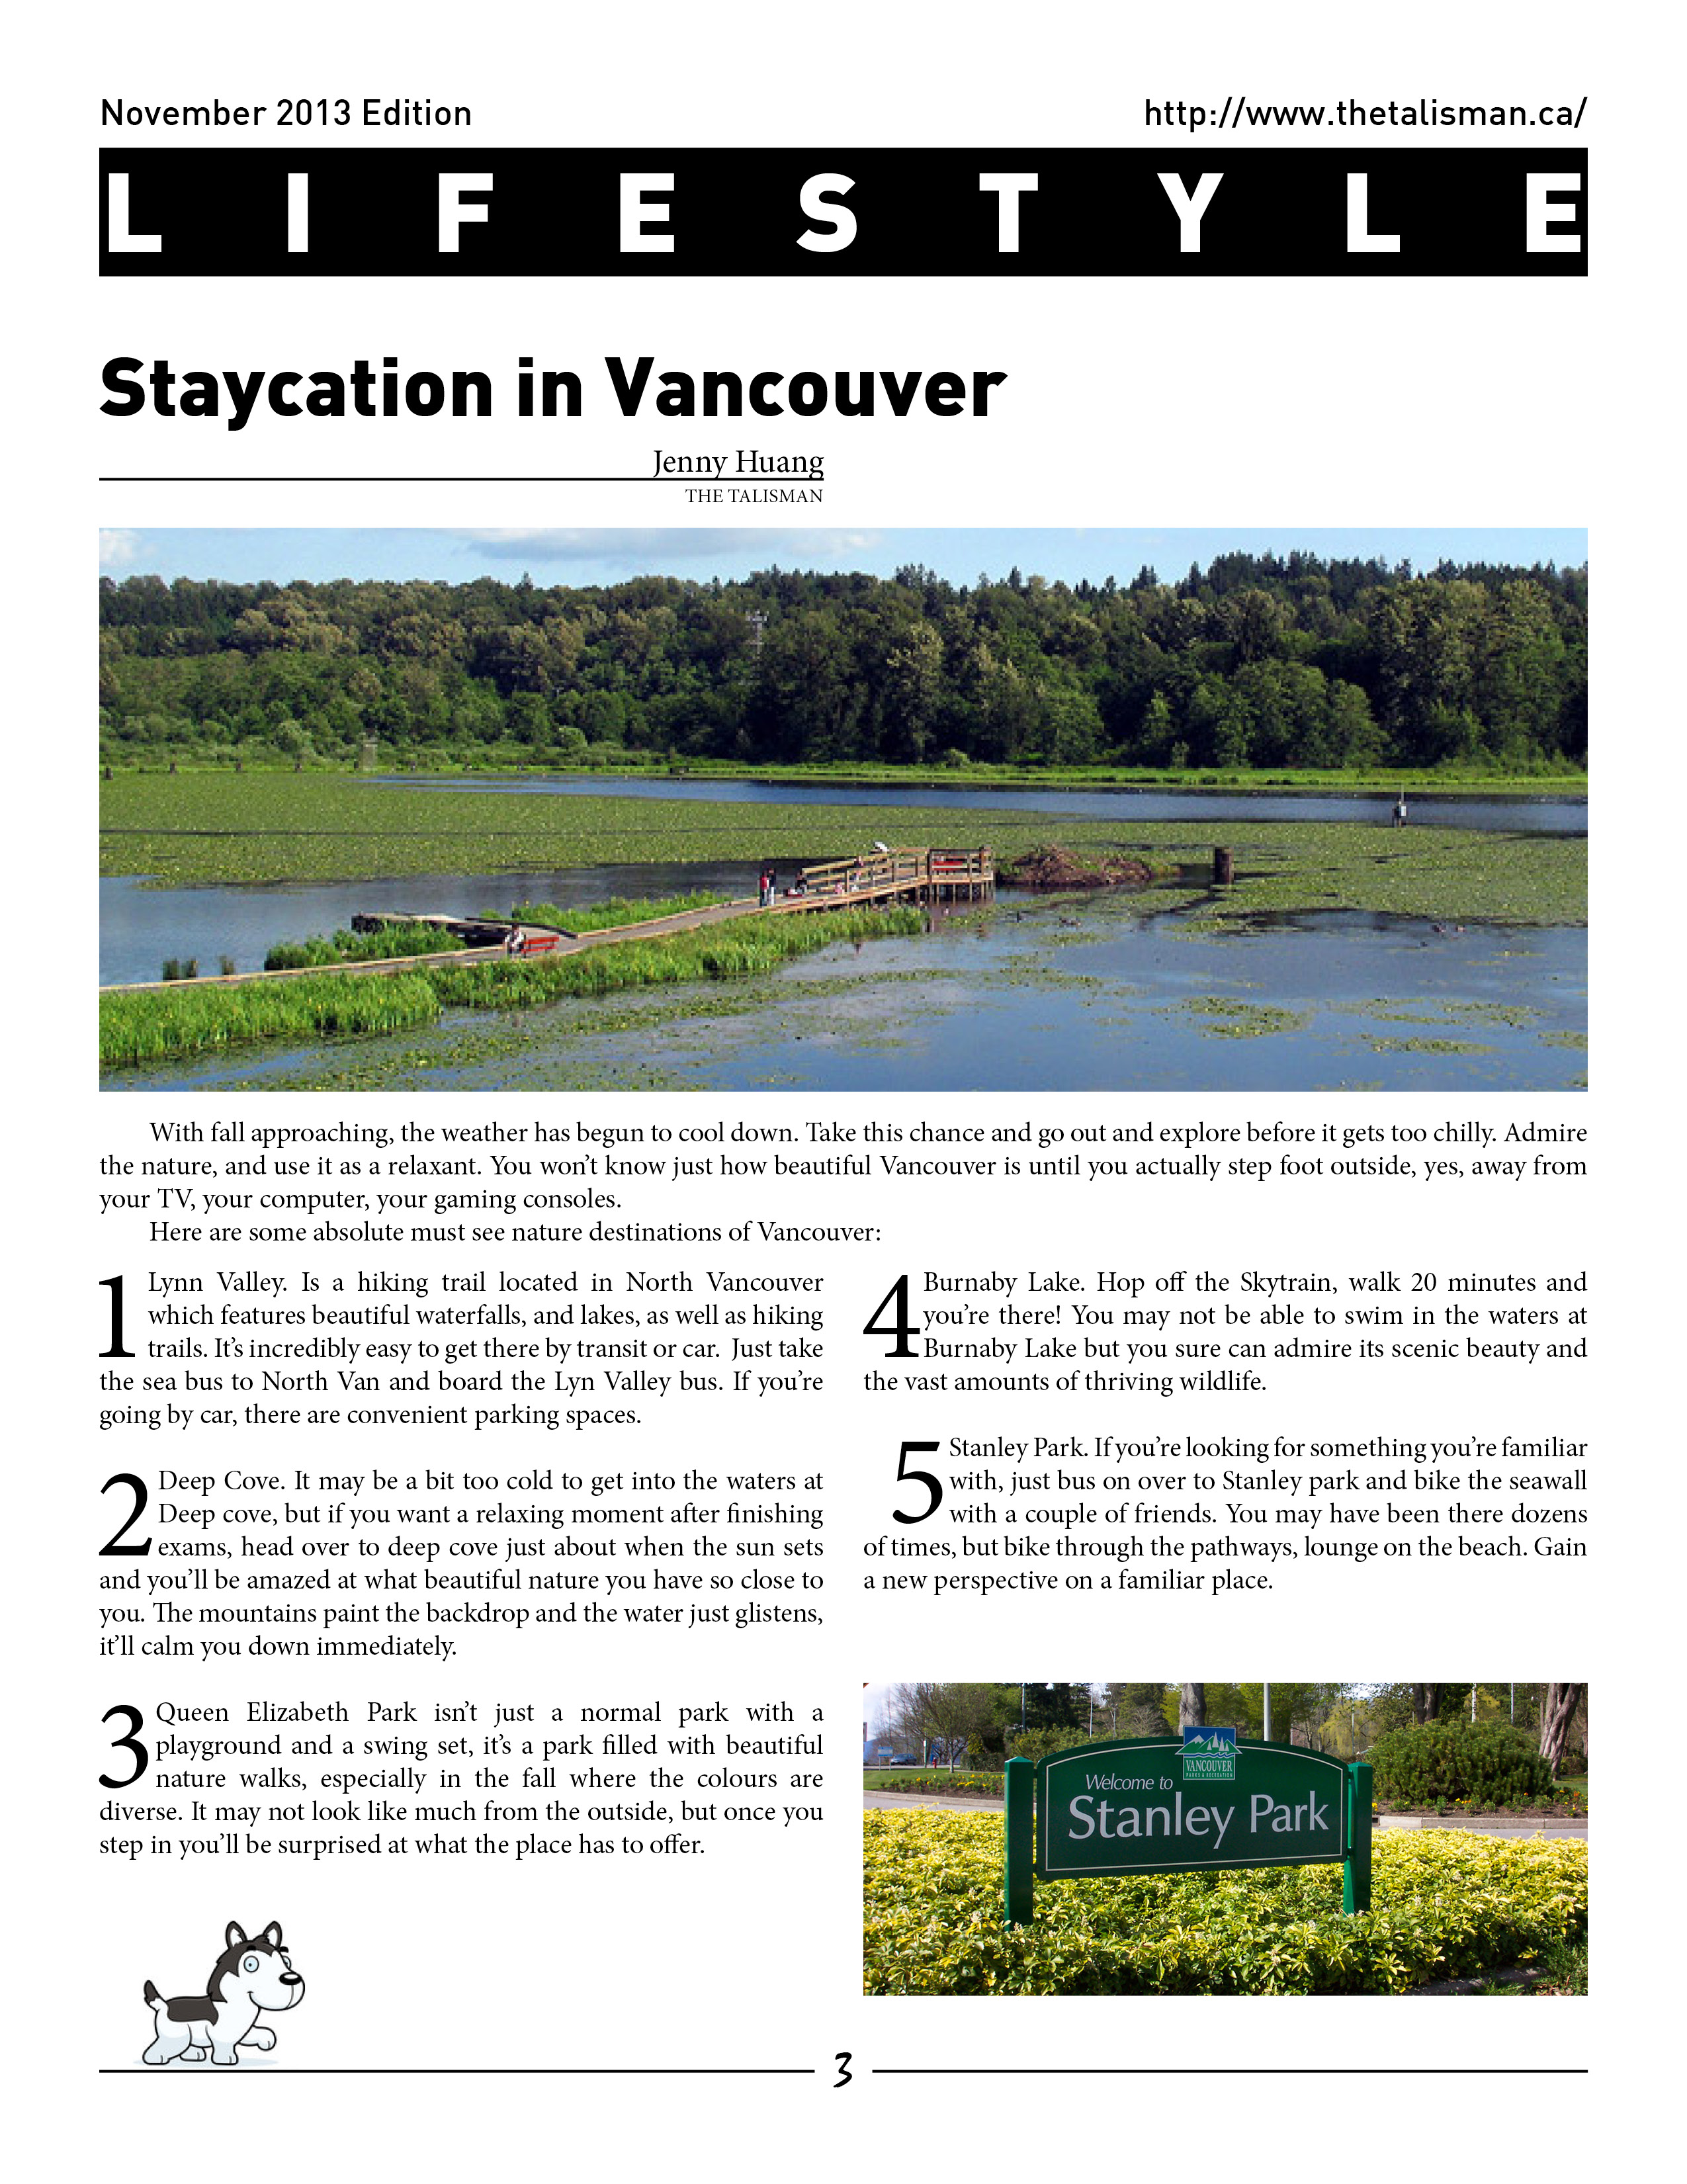 November 2013 Edition
http://www.thetalisman.ca/
LIFESTYLE
Staycation in Vancouver
Jenny Huang
THE TALISMAN
With fall approaching, the weather has begun to cool down. Take this chance and go out and explore before it gets too chilly. Admire
the nature, and use it as a relaxant. You won’t know just how beautiful Vancouver is until you actually step foot outside, yes, away from
your TV, your computer, your gaming consoles.
Here are some absolute must see nature destinations of Vancouver:
1 Lynn Valley. Is a hiking trail located in North Vancouver
which features beautiful waterfalls, and lakes, as well as hiking
trails. It’s incredibly easy to get there by transit or car. Just take
the sea bus to North Van and board the Lyn Valley bus. If you’re
going by car, there are convenient parking spaces.
2 Deep Cove. It may be a bit too cold to get into the waters at
Deep cove, but if you want a relaxing moment after finishing
exams, head over to deep cove just about when the sun sets
and you’ll be amazed at what beautiful nature you have so close to
you. The mountains paint the backdrop and the water just glistens,
it’ll calm you down immediately.
3 Queen Elizabeth Park isn’t just a normal park with a
playground and a swing set, it’s a park filled with beautiful
nature walks, especially in the fall where the colours are
diverse. It may not look like much from the outside, but once you
step in you’ll be surprised at what the place has to offer.
4 Burnaby Lake. Hop off the Skytrain, walk 20 minutes and
you’re there! You may not be able to swim in the waters at
Burnaby Lake but you sure can admire its scenic beauty and
the vast amounts of thriving wildlife.
5 Stanley Park. If you’re looking for something you’re familiar
with, just bus on over to Stanley park and bike the seawall
with a couple of friends. You may have been there dozens
of times, but bike through the pathways, lounge on the beach. Gain
a new perspective on a familiar place.
VANCOUVER
PARKS & RECREATION
Welcome to
Stanley Park
3